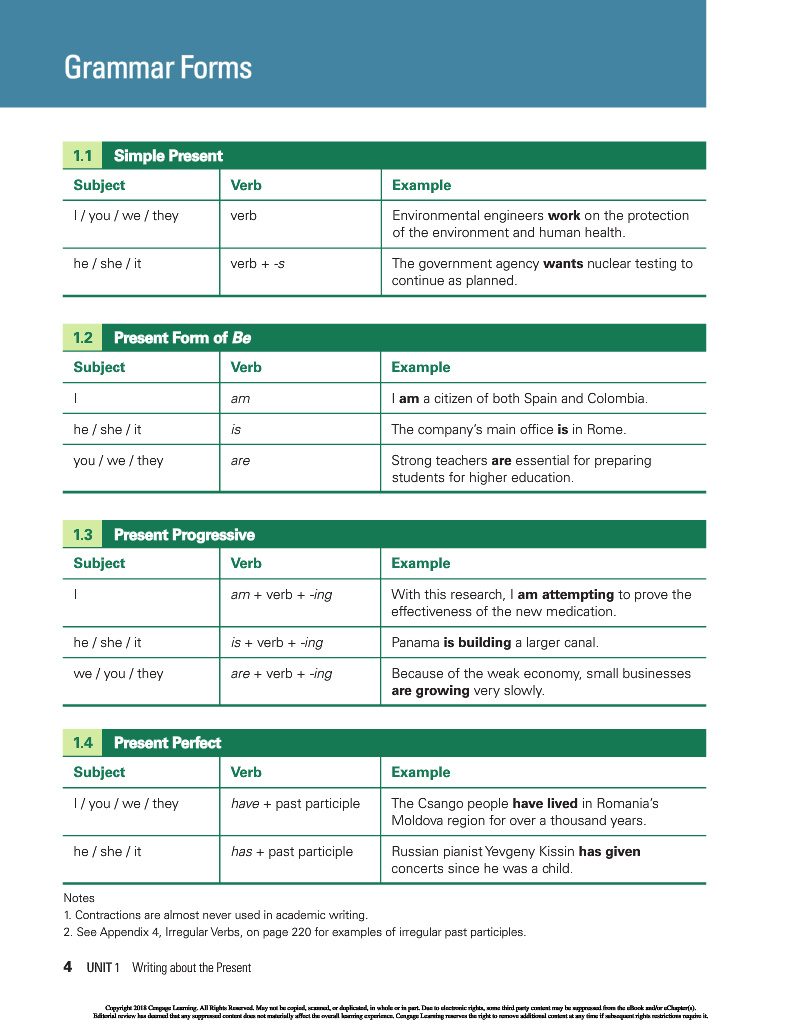 Grammar Forms
1.1 Simple Present
Subject Verb Example
I / you / we / they verb Environmental engineers work on the protection
of the environment and human health.
he / she / it verb + -s The government agency wants nuclear testing to
continue as planned.
1.2 Present Form of Be
Subject Verb Example
I am I am a citizen of both Spain and Colombia.
he / she / it is The company's main office is in Rome.
you / we / they are Strong teachers are essential for preparing
students for higher education.
1.3 Present Progressive
Subject Verb Example
I am + verb + -ing With this research, I am attempting to prove the
effectiveness of the new medication.
he / she / it is + verb + -ing Panama is building a larger canal.
we / you / they are + verb + -ing Because of the weak economy, small businesses
are growing very slowly.
1.4 Present Perfect
Subject Verb Example
I / you / we / they have + past participle The Csango people have lived in Romania's
Moldova region for over a thousand years.
he / she / it has + past participle Russian pianist Yevgeny Kissin has given
concerts since he was a child.
Notes
1. Contractions are almost never used in academic writing.
2. See Appendix 4, Irregular Verbs, on page 220 for examples of irregular past participles.
4 UNIT 1 Writing about the Present
Copyright 2018 Cengage Learning. All Rights Reserved. May not be copied, scanned, or duplicated, in whole or in part. Due to electronic rights, some third party content may be suppressed from the eBook and/or eChapter(s).
Editorial review has deemed that any suppressed content does not materially affect the overall learning experience. Cengage Learning reserves the right to remove additional content at any time if subsequent rights restrictions require it.